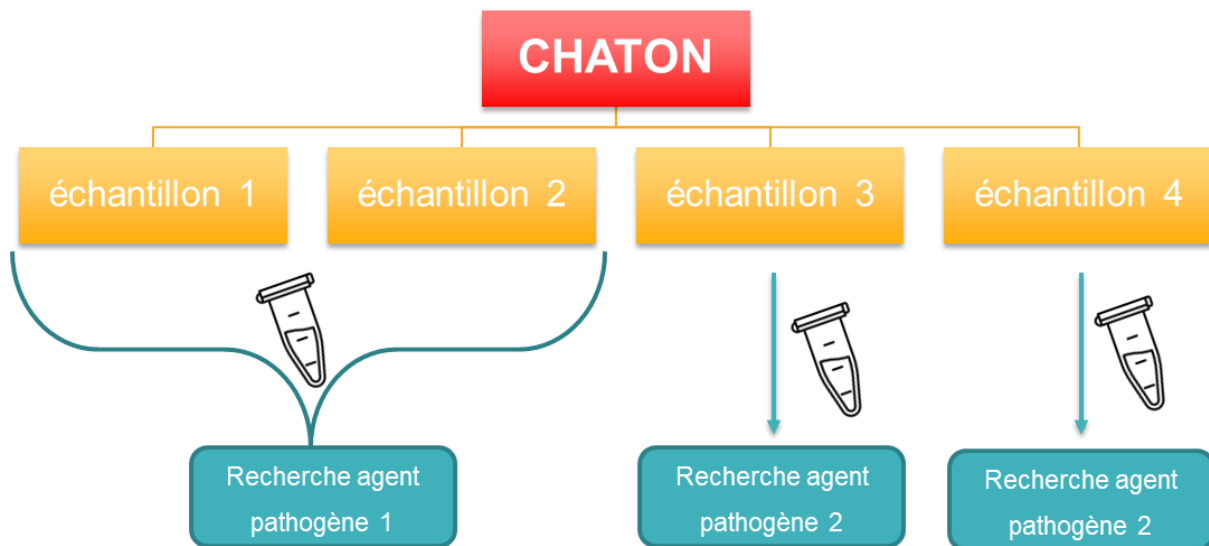 CHATON
échantillon 1
échantillon 2
échantillon 3
échantillon 4
Recherche agent
pathogène 1
Recherche agent
pathogène 2
Recherche agent
pathogène 2